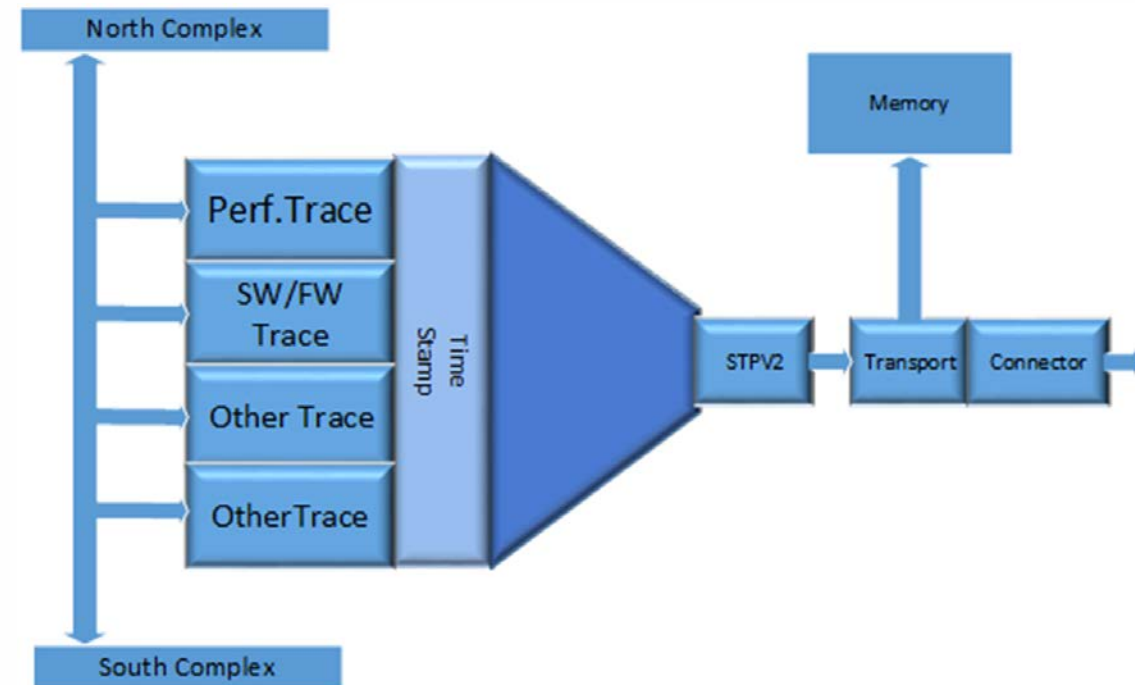 North Complex
Memory
Perf.Trace
SW/FW
Trace
Time
Stamp
STPV2
Transport
Connector
Other Trace
OtherTrace
South Complex